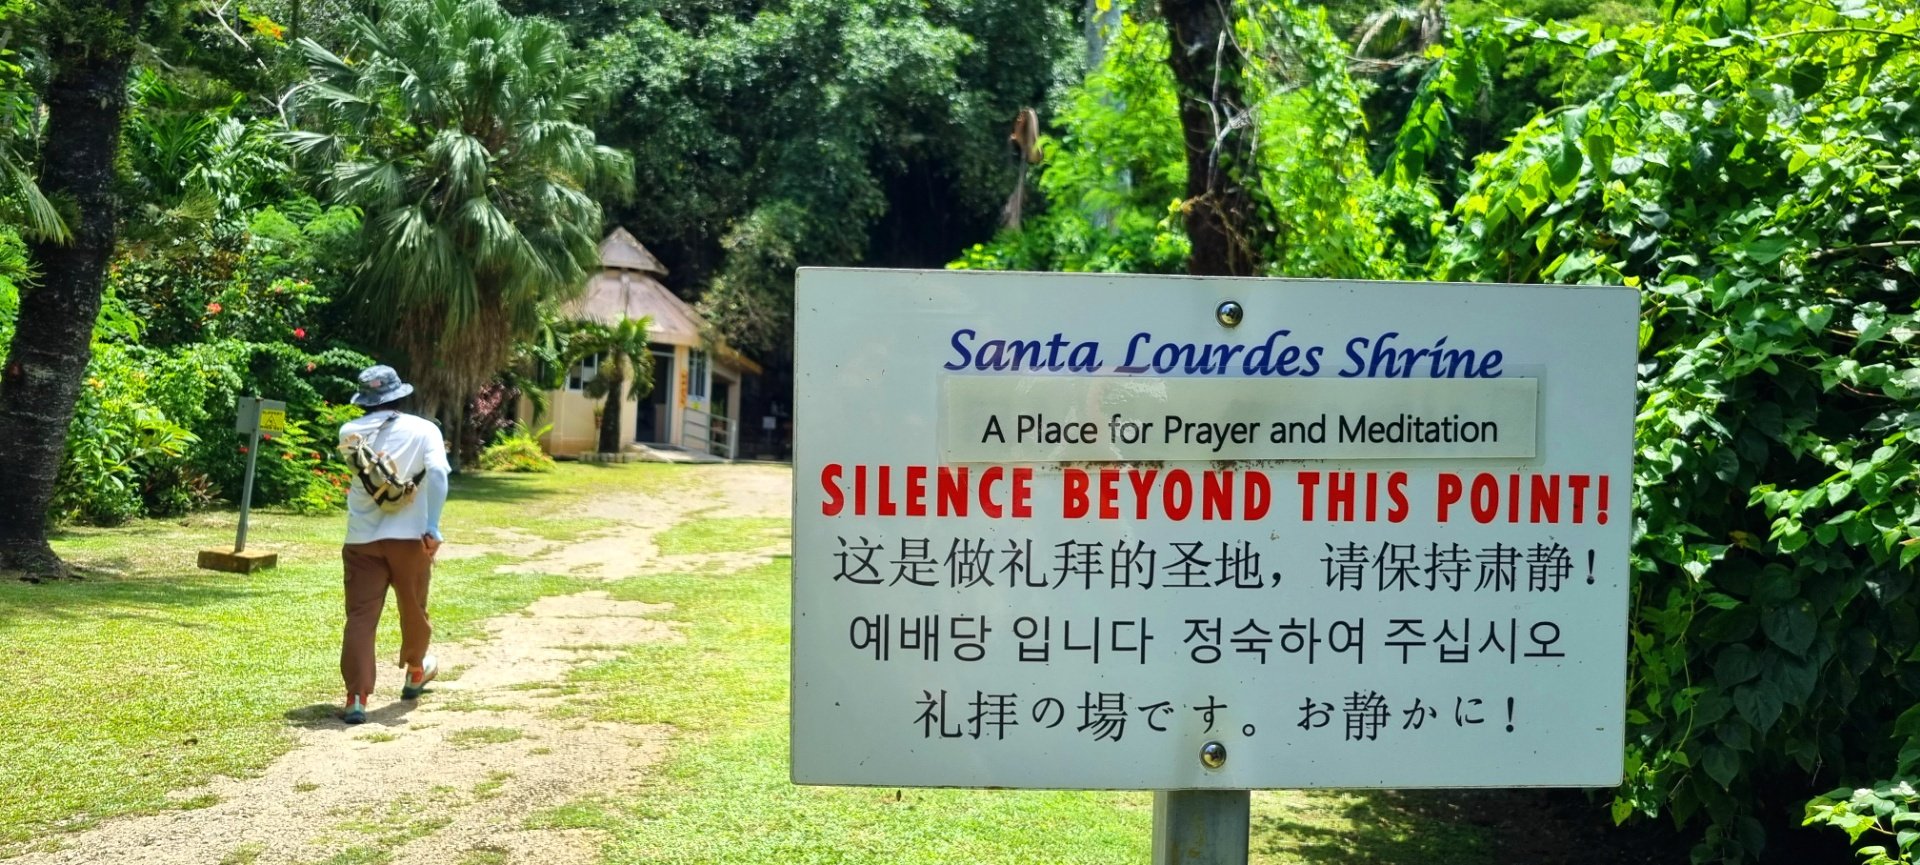 Santa Lourdes Shrine
A Place for Prayer and Meditation
SILENCE BEYOND THIS POINT!
这是做礼拜的圣地，请保持肃静！
예배당 입니다 정숙하여 주십시오
礼拝の場です。お静かに！